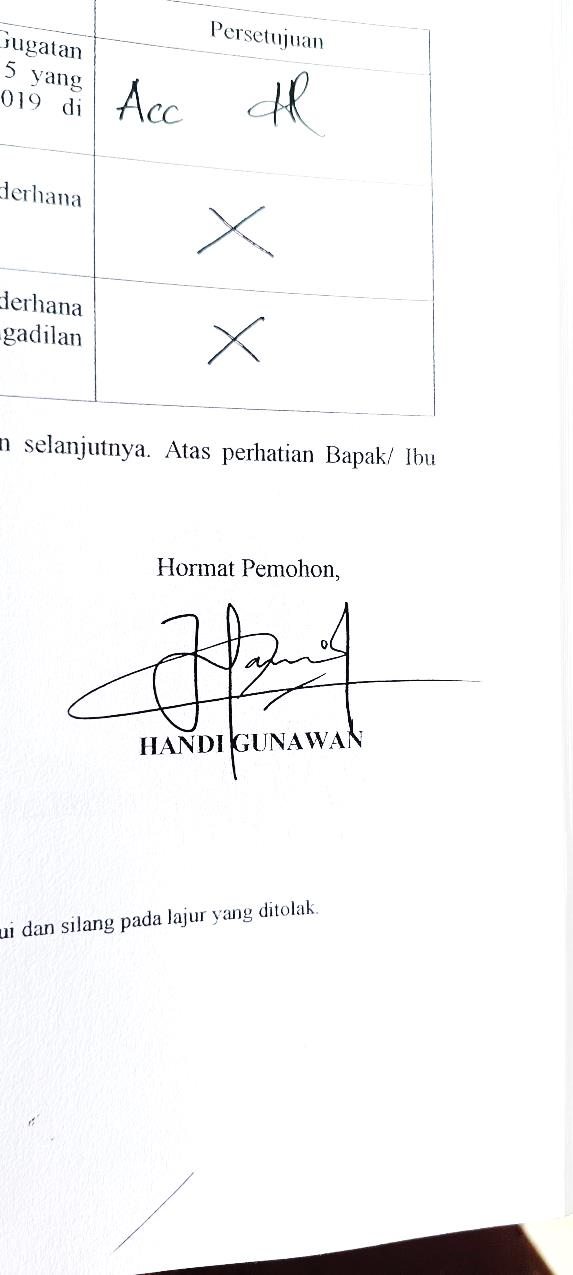 Persetujuan
Gugatan
5 yang
019 di
Acc
derhana
derhana
gadilan
n selanjutnya. Atas perhatian Bapak/ Ibu
Hormat Pemohon,
HANDI GUNAWAN
ui dan silang pada lajur yang ditolak.